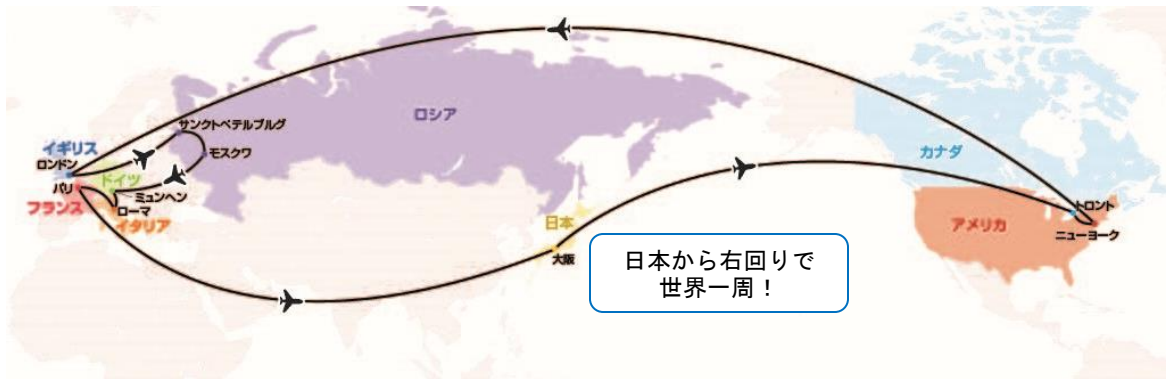 ロシア
サンクトペテルブルグ
モスクワ
イギリス
ロンドン
ドイツ
パリ
ミュンヘン
フランス
ローマ
イタリア
カナダ
トロント
アメリカ
ニューヨーク
日本
大阪
日本から右回りで
世界一周！